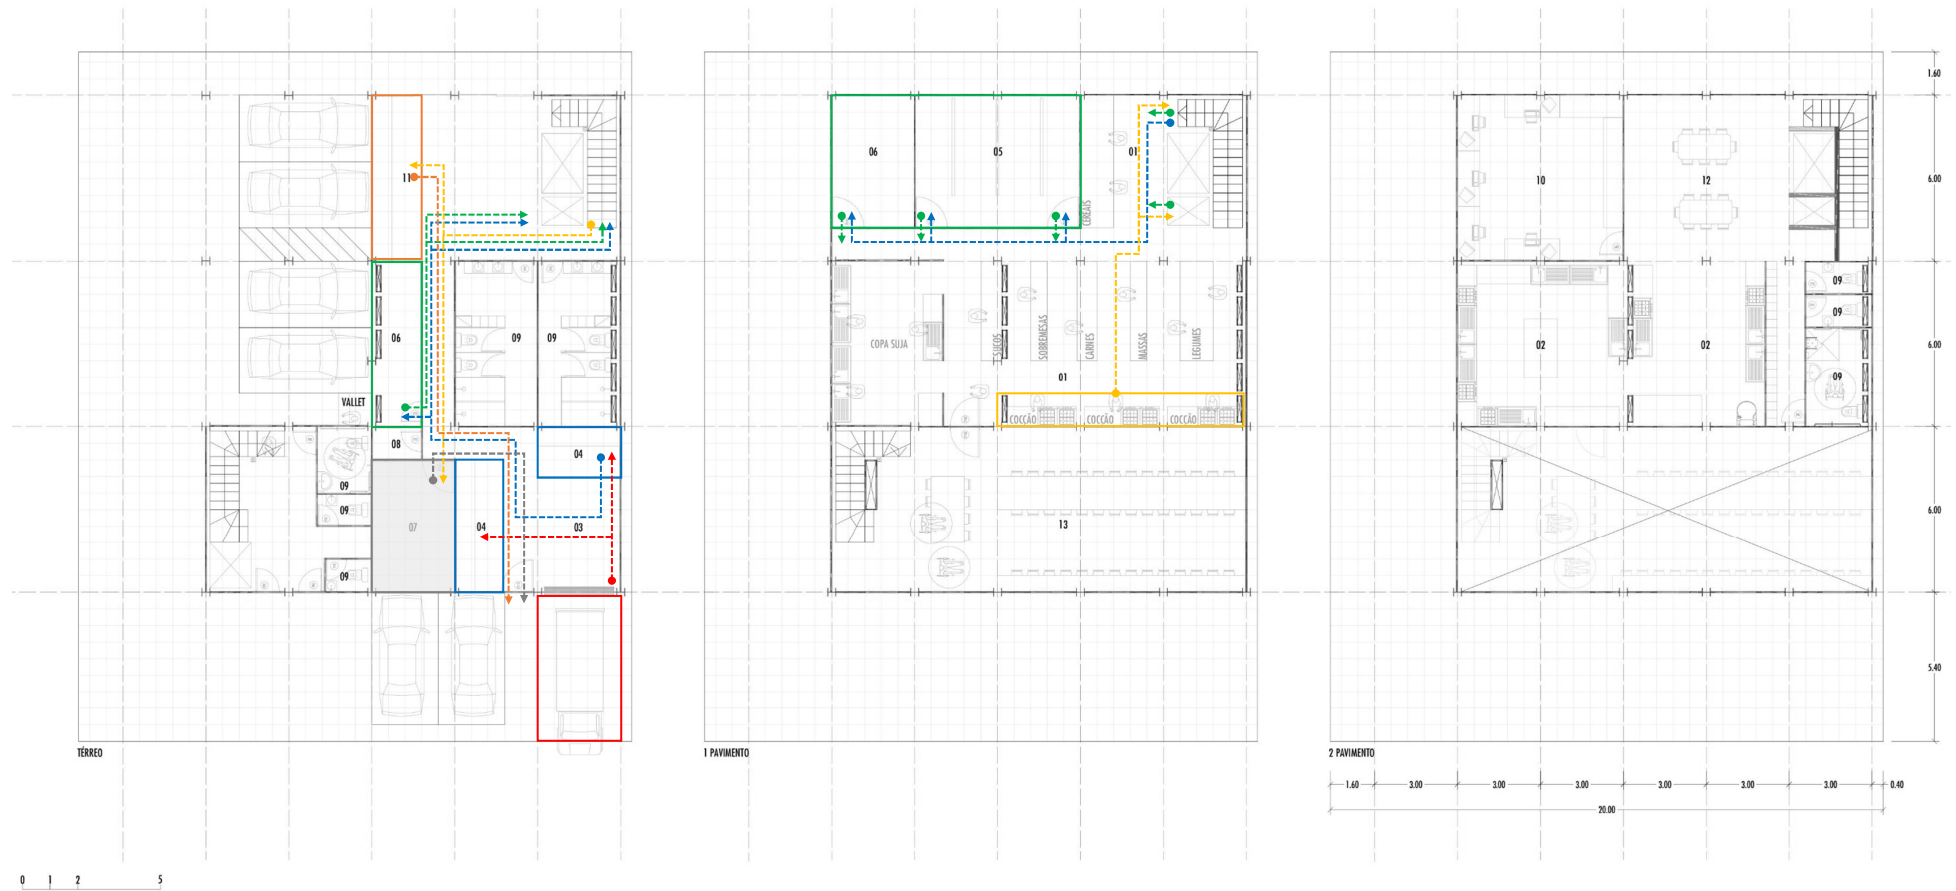 11
06
09
09
VALLET
08
04
09
09
07
04
03
09
TÉRREO
0 1 2 5
06
05
01
CEREAIS
COPA SUJA
SUCOS
SOBREMESAS
CARNES
MASSAS
LEGUMES
01
COCÇÃO
COCÇÃO
COCÇÃO
13
1 PAVIMENTO
10
12
09
09
02
02
09
2 PAVIMENTO
1.60
6.00
6.00
6.00
5.40
1.60 3.00 3.00 3.00 3.00 3.00 3.00 0.40
20.00